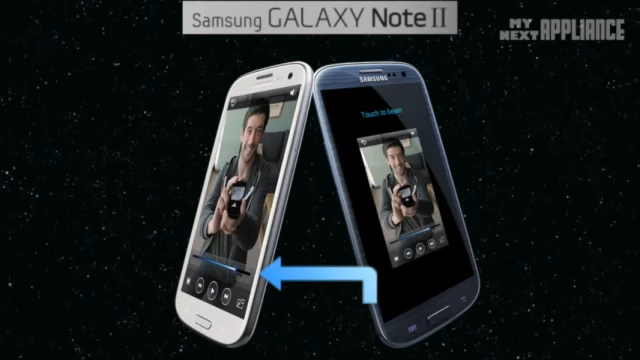 Samsung GALAXY Note II
MY
NEXT APPLIANCE
SAMSUNG
Touch to beam